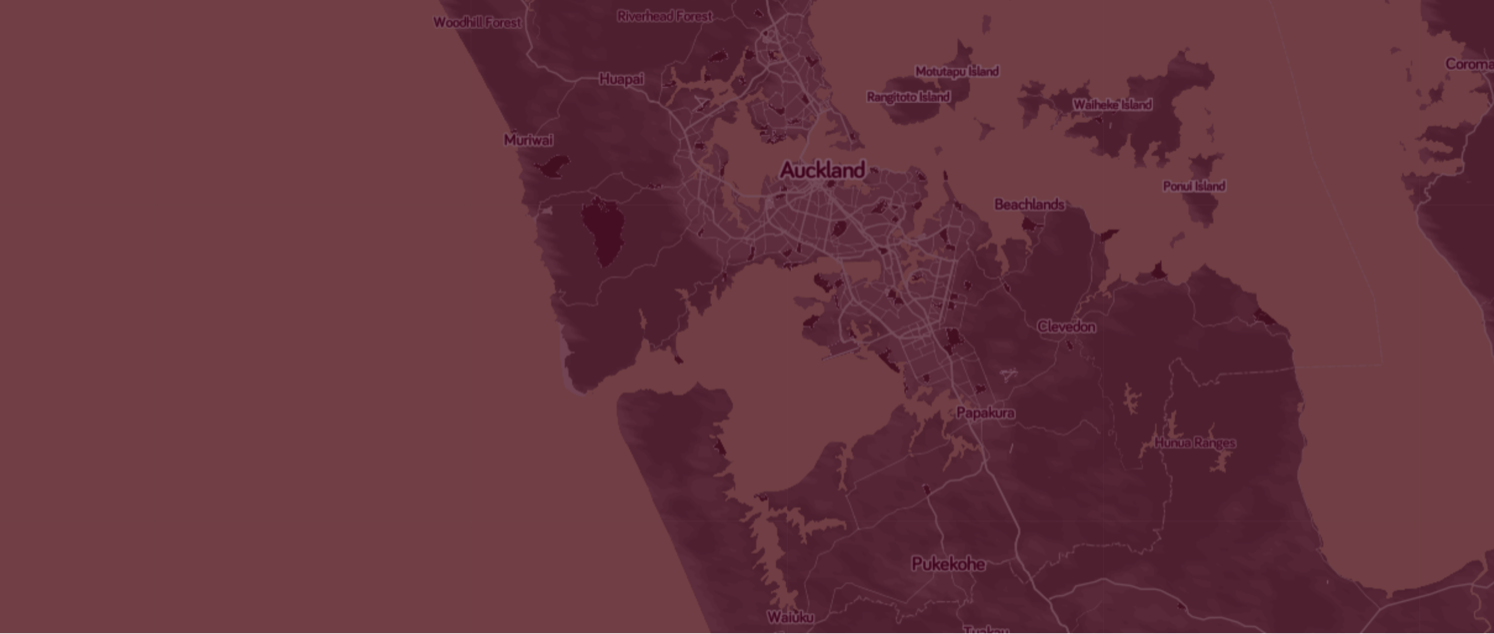 Riverhead Forest
Woodhill Forest
Coroma
Motutapu Island
Huapai
Rangitoto Island
Waiheke Island
Muriwai
Auckland
Ponui Island
Beachlands
Clevedon
Papakura
Hunua Ranges
Pukekohe
Waiuku
Tuakau